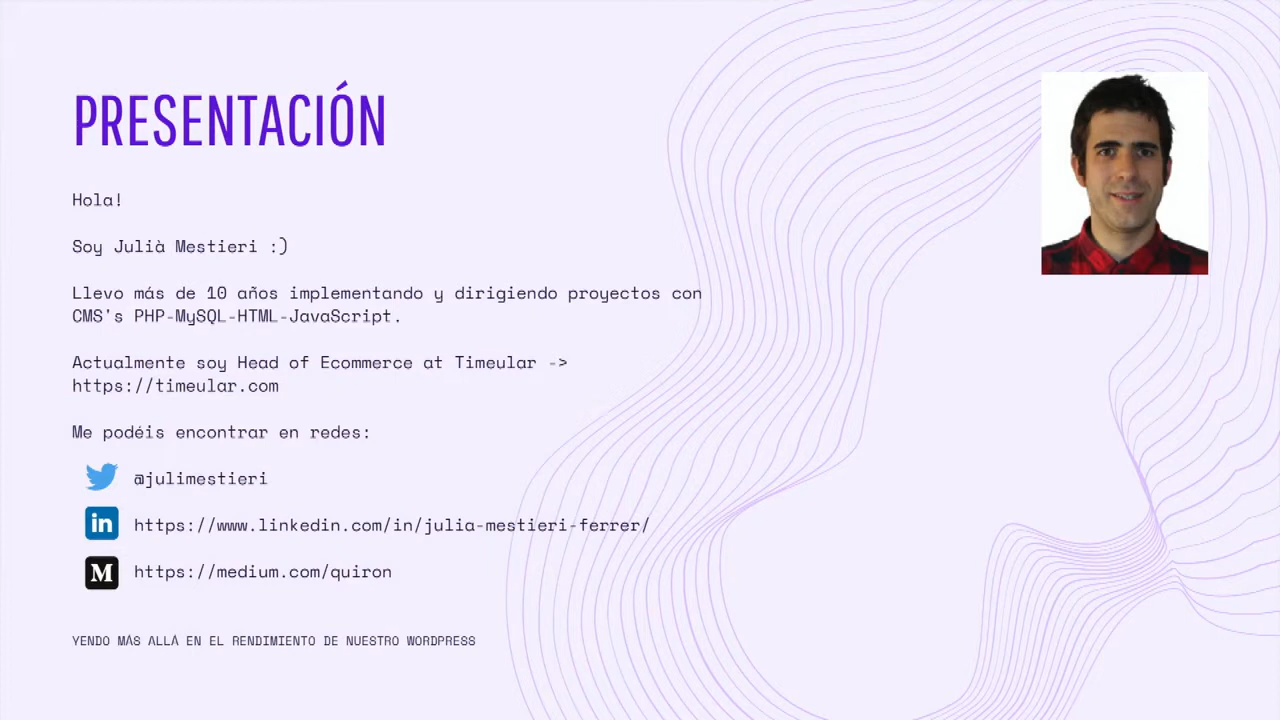 PRESENTACIÓN
Hola!
Soy Julià Mestieri :)
Llevo más de 10 años implementando y dirigiendo proyectos con
CMS's PHP-MySQL-HTML-JavaScript.
Actualmente soy Head of Ecommerce at Timeular ->
https://timeular.com
Me podéis encontrar en redes:
@julimestieri
in https://www.linkedin.com/in/julia-mestieri-ferrer/
M https://medium.com/quiron
YENDO MÁS ALLÁ EN EL RENDIMIENTO DE NUESTRO WORDPRESS